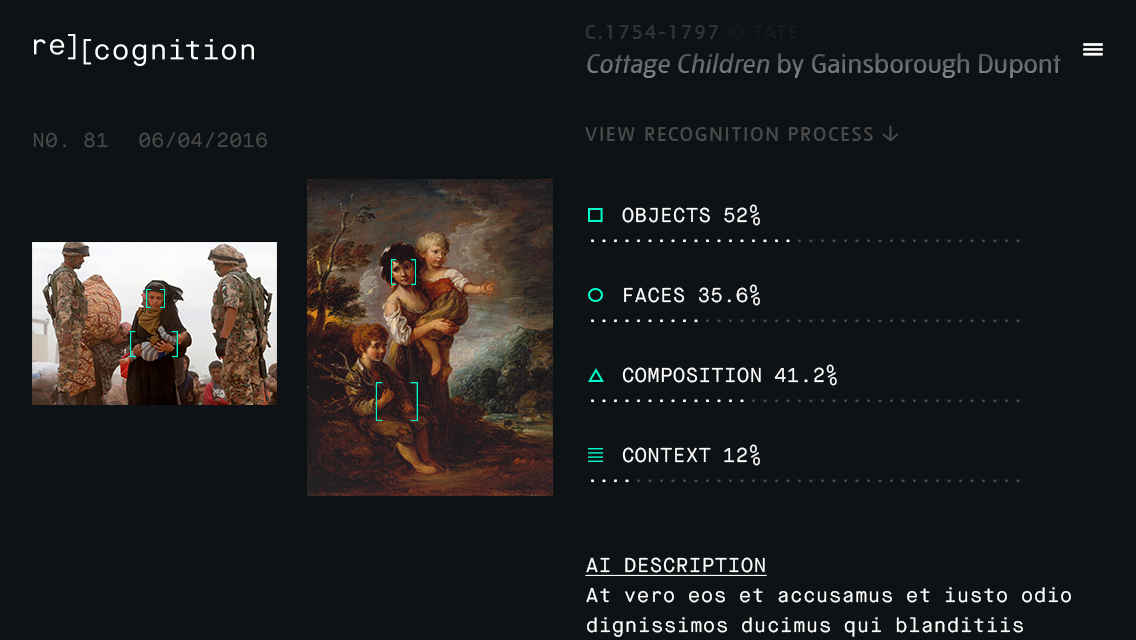 re][cognition
C.1754-1797 © TATE
Cottage Children by Gainsborough Dupont
N0. 81 06/04/2016
VIEW RECOGNITION PROCESS ↓
OBJECTS 52%
FACES 35.6%
COMPOSITION 41.2%
CONTEXT 12%
AI DESCRIPTION
At vero eos et accusamus et iusto odio
dignissimos ducimus qui blanditiis